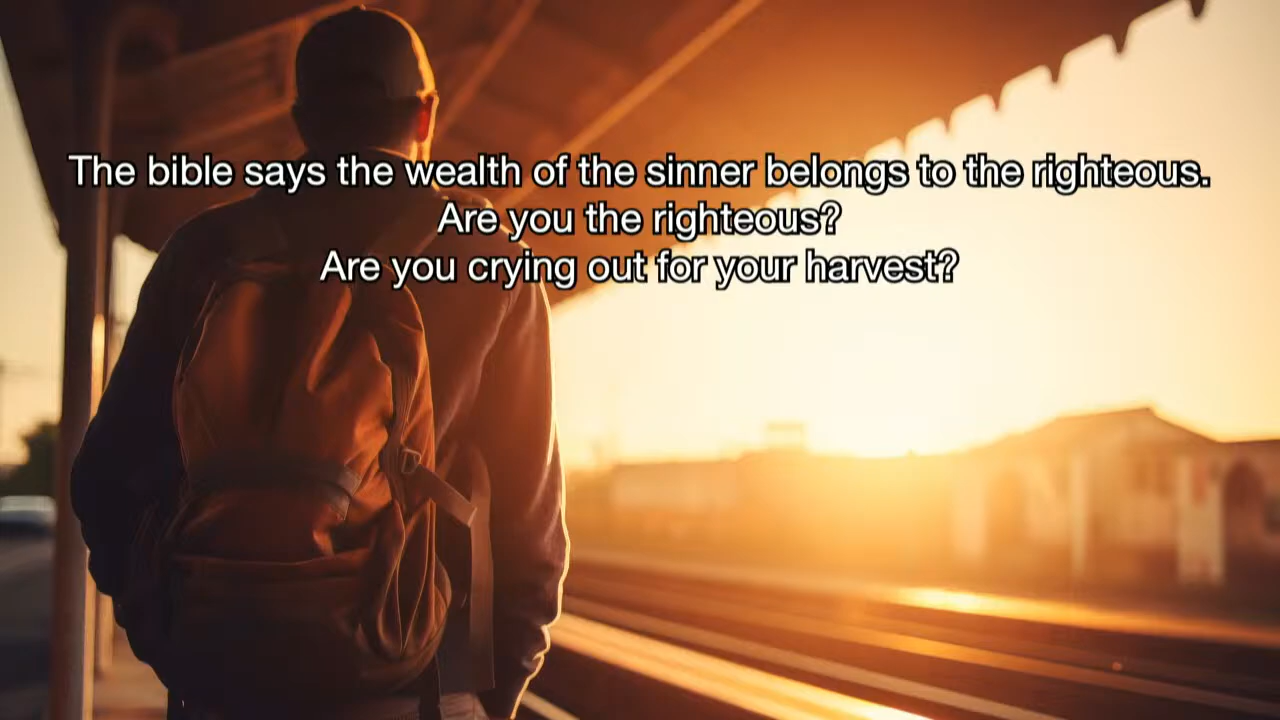 The bible says the wealth of the sinner belongs to the righteous.
Are you the righteous?
Are you crying out for your harvest?